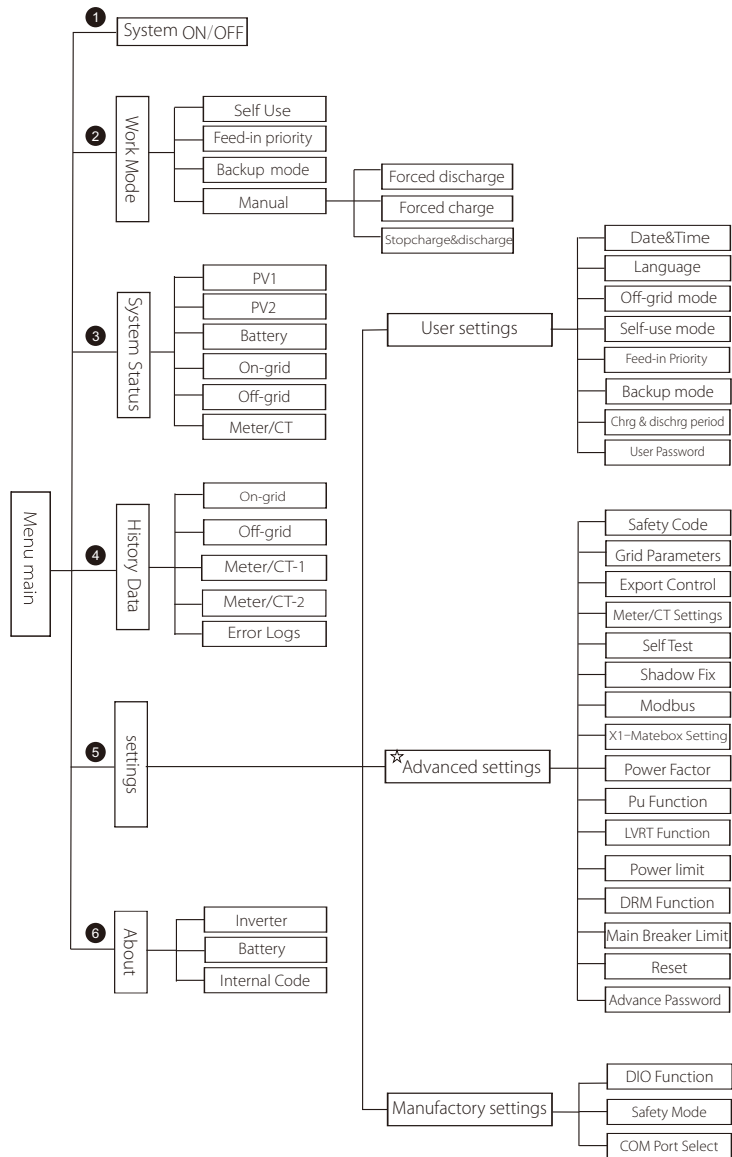 Menu main
1
System ON/OFF
2
Work Mode
Self Use
Feed-in priority
Backup mode
Manual
Forced discharge
Forced charge
Stopcharge&discharge
3
System Status
PV1
PV2
Battery
On-grid
Off-grid
Meter/CT
4
History Data
On-grid
Off-grid
Meter/CT-1
Meter/CT-2
Error Logs
5
settings
User settings
Date&Time
Language
Off-grid mode
Self-use mode
Feed-in Priority
Backup mode
Chrg & dischrg period
User Password
☆Advanced settings
Safety Code
Grid Parameters
Export Control
Meter/CT Settings
Self Test
Shadow Fix
Modbus
X1-Matebox Setting
Power Factor
Pu Function
LVRT Function
Power limit
DRM Function
Main Breaker Limit
Reset
Advance Password
Manufactory settings
DIO Function
Safety Mode
COM Port Select
6
About
Inverter
Battery
Internal Code